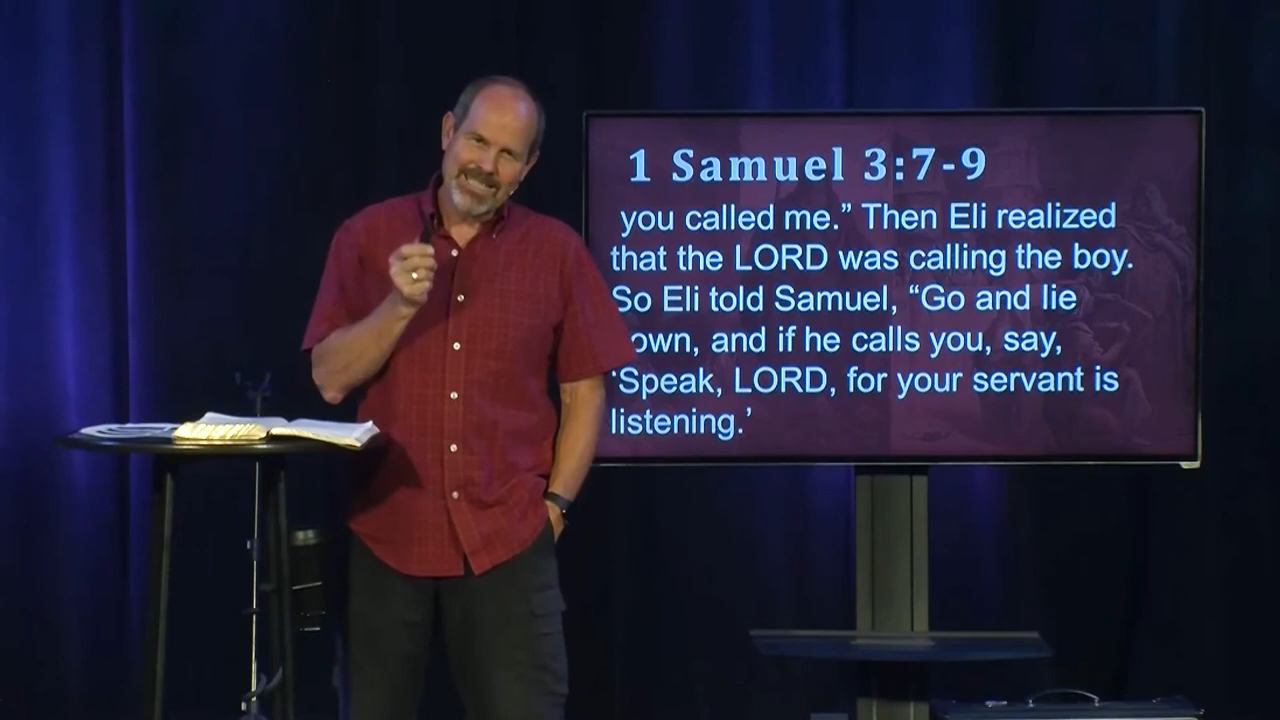 1 Samuel 3:7-9
you called me.” Then Eli realized
that the LORD was calling the boy.
So Eli told Samuel, “Go and lie
own, and if he calls you, say,
‘Speak, LORD, for your servant is
listening.’